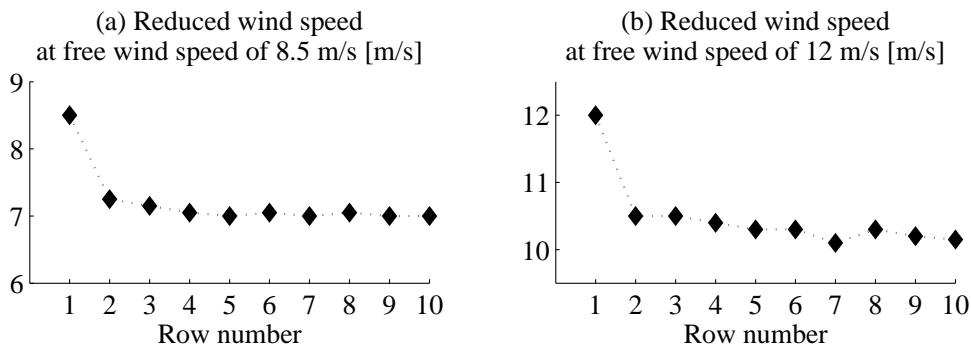 (a) Reduced wind speed
at free wind speed of 8.5 m/s [m/s]
9
8
7
6
1 2 3 4 5 6 7 8 9 10
Row number
(b) Reduced wind speed
at free wind speed of 12 m/s [m/s]
12
11
10
1 2 3 4 5 6 7 8 9 10
Row number